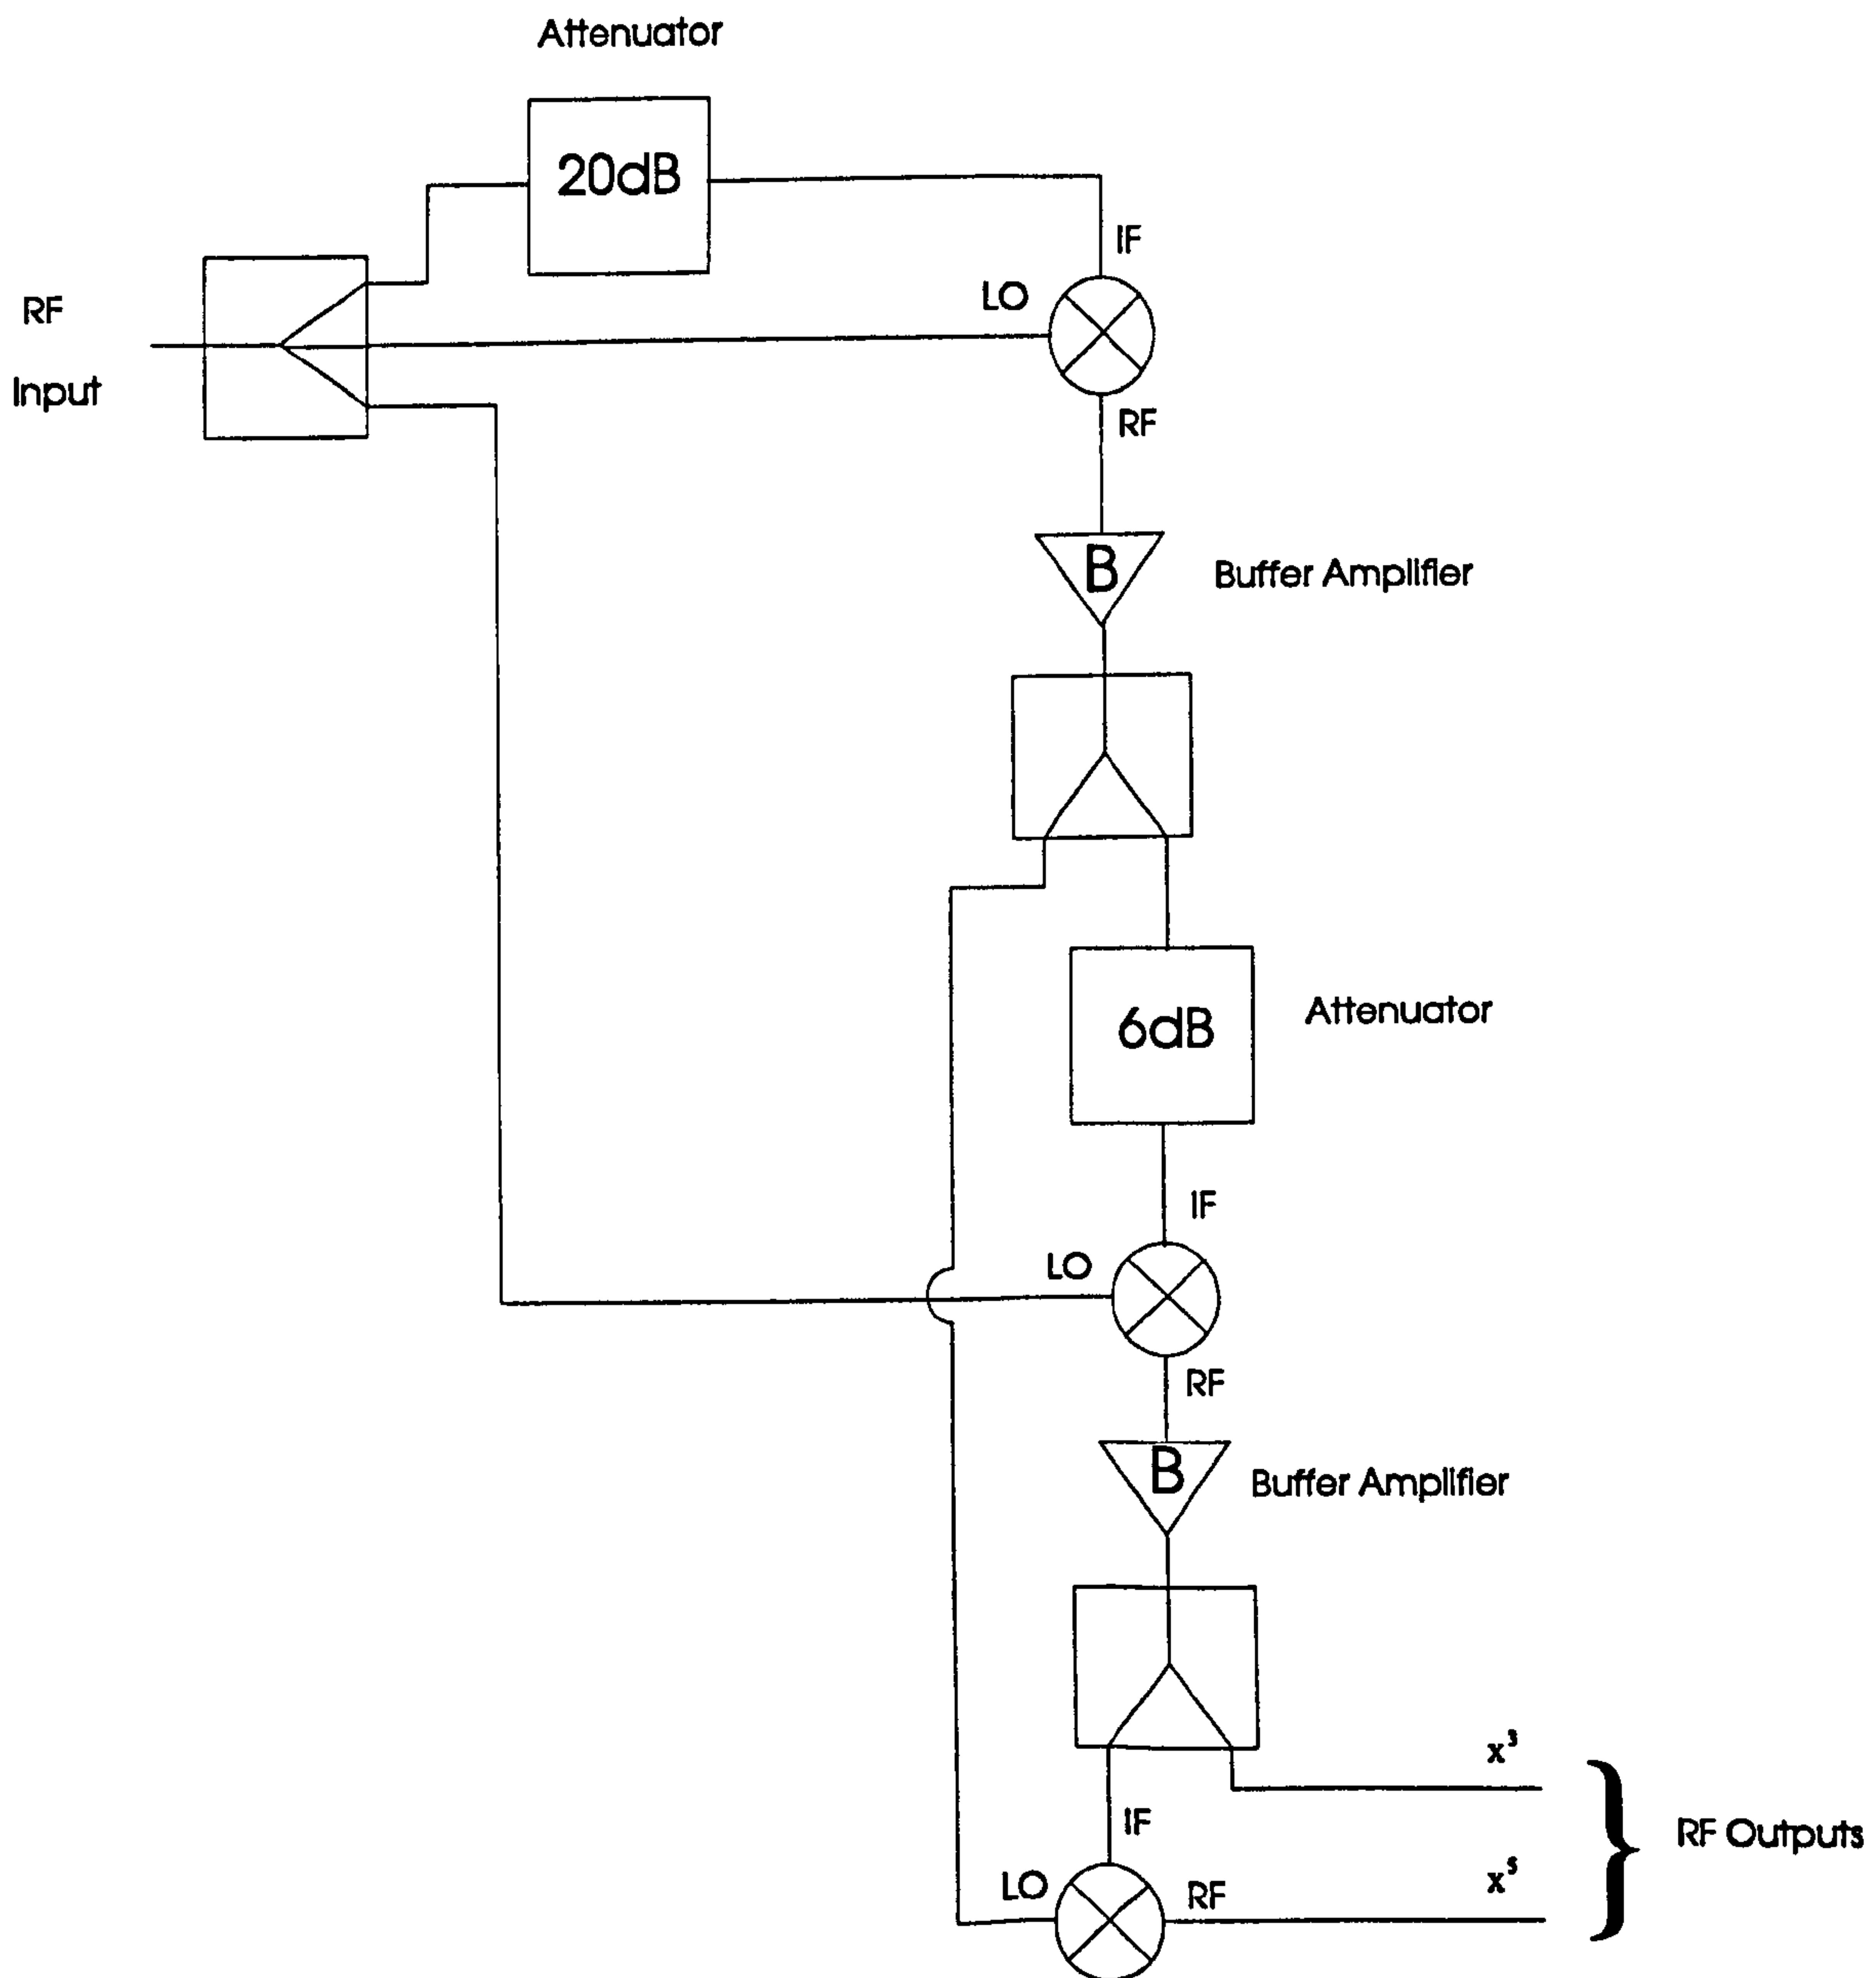 Attenuator
20dB
IF
LO
RF
Input
RF
B
Buffer Amplifier
6dB
Attenuator
IF
LO
RF
B
Buffer Amplifier
x³
IF
RF Outputs
LO
RF
x⁵